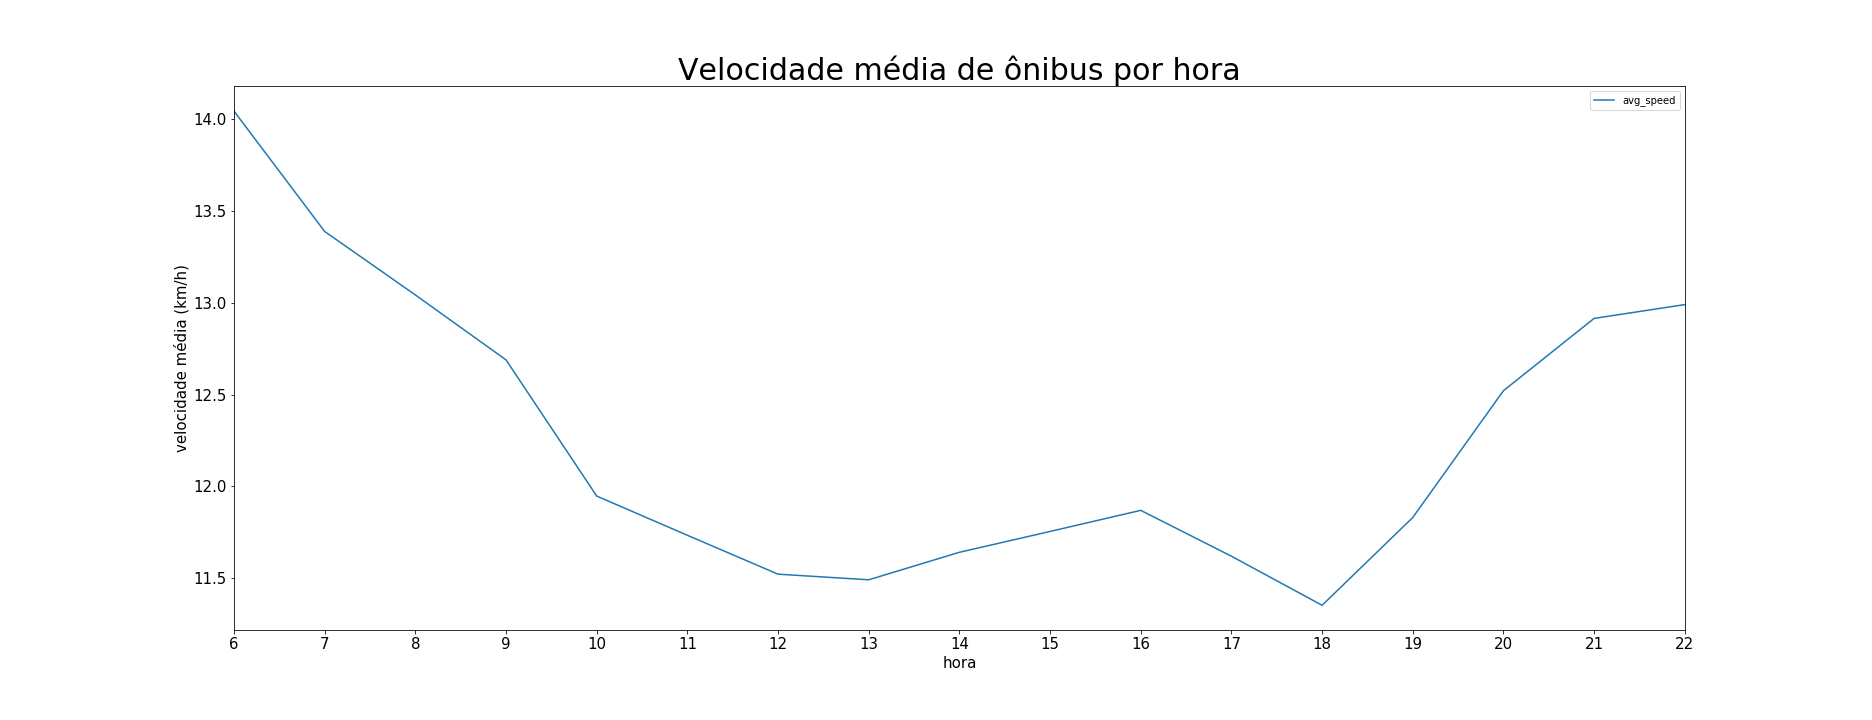 Velocidade média de ônibus por hora
avg_speed
14.0
13.5
13.0
12.5
12.0
11.5
velocidade média (km/h)
6 7 8 9 10 11 12 13 14 15 16 17 18 19 20 21 22
hora